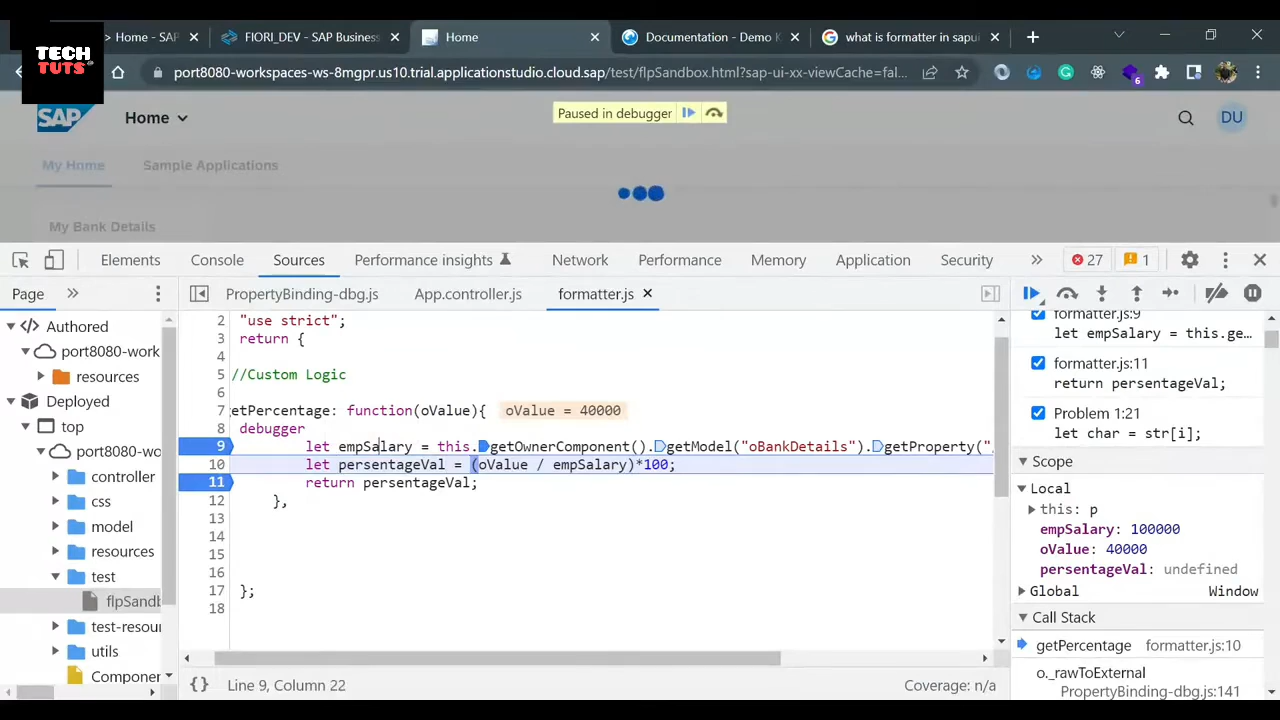 TECH
TUTS
> Home - SAP
FIORI_DEV - SAP Business
Home
Documentation - Demo K
what is formatter in sapu
port8080-workspaces-ws-8mgpr.us10.trial.applicationstudio.cloud.sap/test/flpSandbox.html?sap-ui-xx-viewCache=fal...
6
Paused in debugger
SAP
Home
DU
My Home
Sample Applications
My Bank Details
Elements
Console
Sources
Performance insights
Network
Performance
Memory
Application
Security
27
1
Page
PropertyBinding-dbg.js
App.controller.js
formatter.js
Authored
port8080-work
resources
Deployed
top
port8080-wo
controller
css
model
resources
test
flpSandb
test-resou
utils
Componer
2 "use strict";
3 return {
4
5 //Custom Logic
6
7 etPercentage: function(oValue){ oValue = 40000
8 debugger
9 let empSalary = this.getOwnerComponent().getModel("oBankDetails").getProperty("
10 let persentageVal = (oValue / empSalary)*100;
11 return persentageVal;
12 },
13
14
15
16
17 };
18
{} Line 9, Column 22
Coverage: n/a
formatter.js:9
let empSalary = this.ge...
formatter.js:11
return persentageVal;
Problem 1:21
let char = str[i];
Scope
Local
this: p
empSalary: 100000
oValue: 40000
persentageVal: undefined
Global Window
Call Stack
getPercentage formatter.js:10
o._rawToExternal
PropertyBinding-dbg.js:141